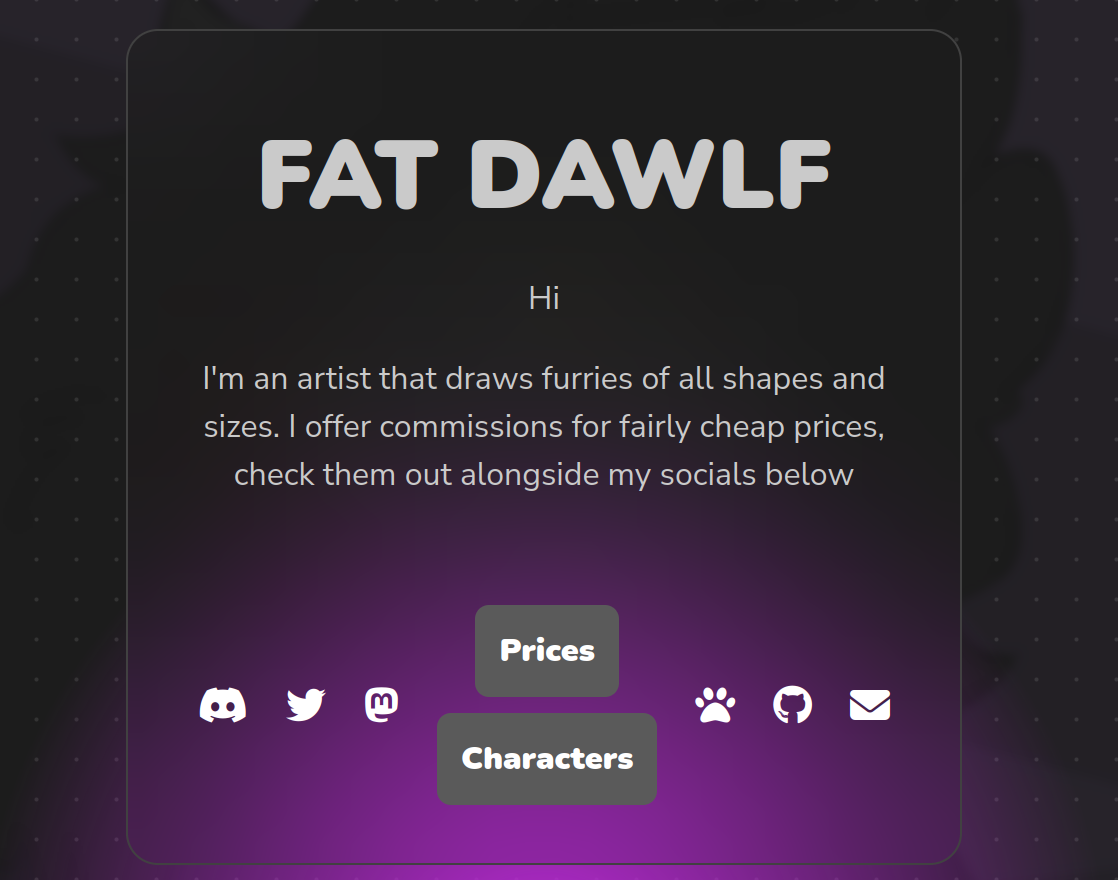 FAT DAWLF
Hi
I'm an artist that draws furries of all shapes and
sizes. I offer commissions for fairly cheap prices,
check them out alongside my socials below
Prices
Characters